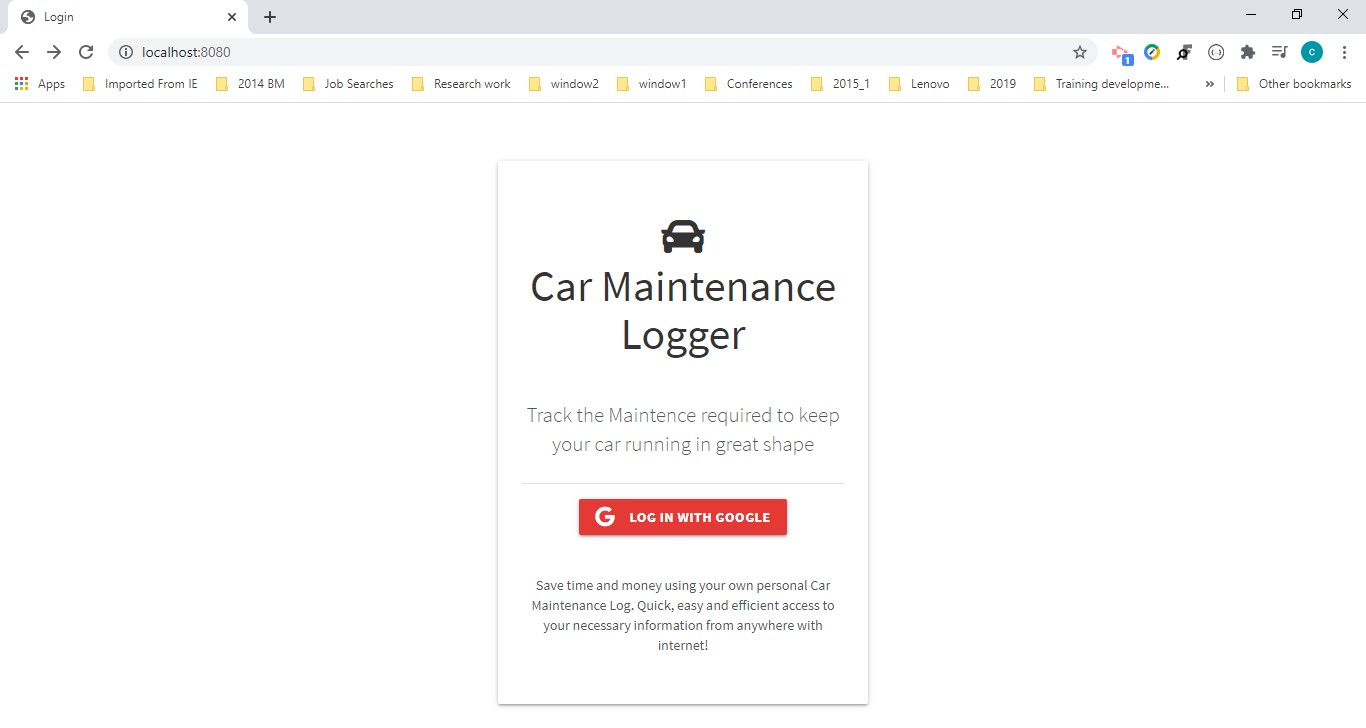 Login
localhost:8080
1
C
Apps Imported From IE 2014 BM Job Searches Research work window2 window1 Conferences 2015_1 Lenovo 2019 Training developme... » Other bookmarks
Car Maintenance
Logger
Track the Maintence required to keep
your car running in great shape
G LOG IN WITH GOOGLE
Save time and money using your own personal Car
Maintenance Log. Quick, easy and efficient access to
your necessary information from anywhere with
internet!